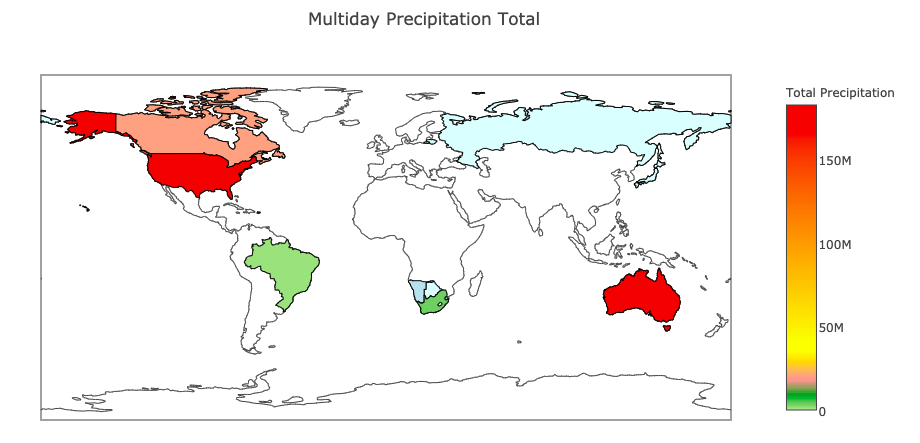 Multiday Precipitation Total
Total Precipitation
150M
100M
50M
0